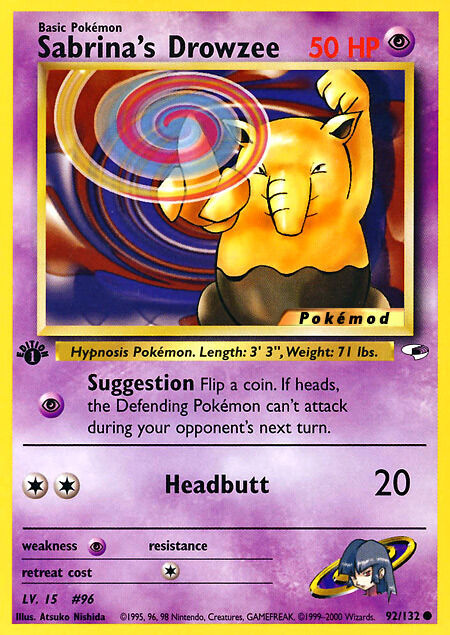 Basic Pokémon
Sabrina's Drowzee 50 HP
Pokémod
EDITION 1
Hypnosis Pokémon. Length: 3' 3", Weight: 71 lbs.
Suggestion Flip a coin. If heads,
the Defending Pokémon can't attack
during your opponent's next turn.
Headbutt 20
weakness resistance
retreat cost
LV. 15 #96
Illus. Atsuko Nishida ©1995, 96, 98 Nintendo, Creatures, GAMEFREAK. ©1999-2000 Wizards. 92/132